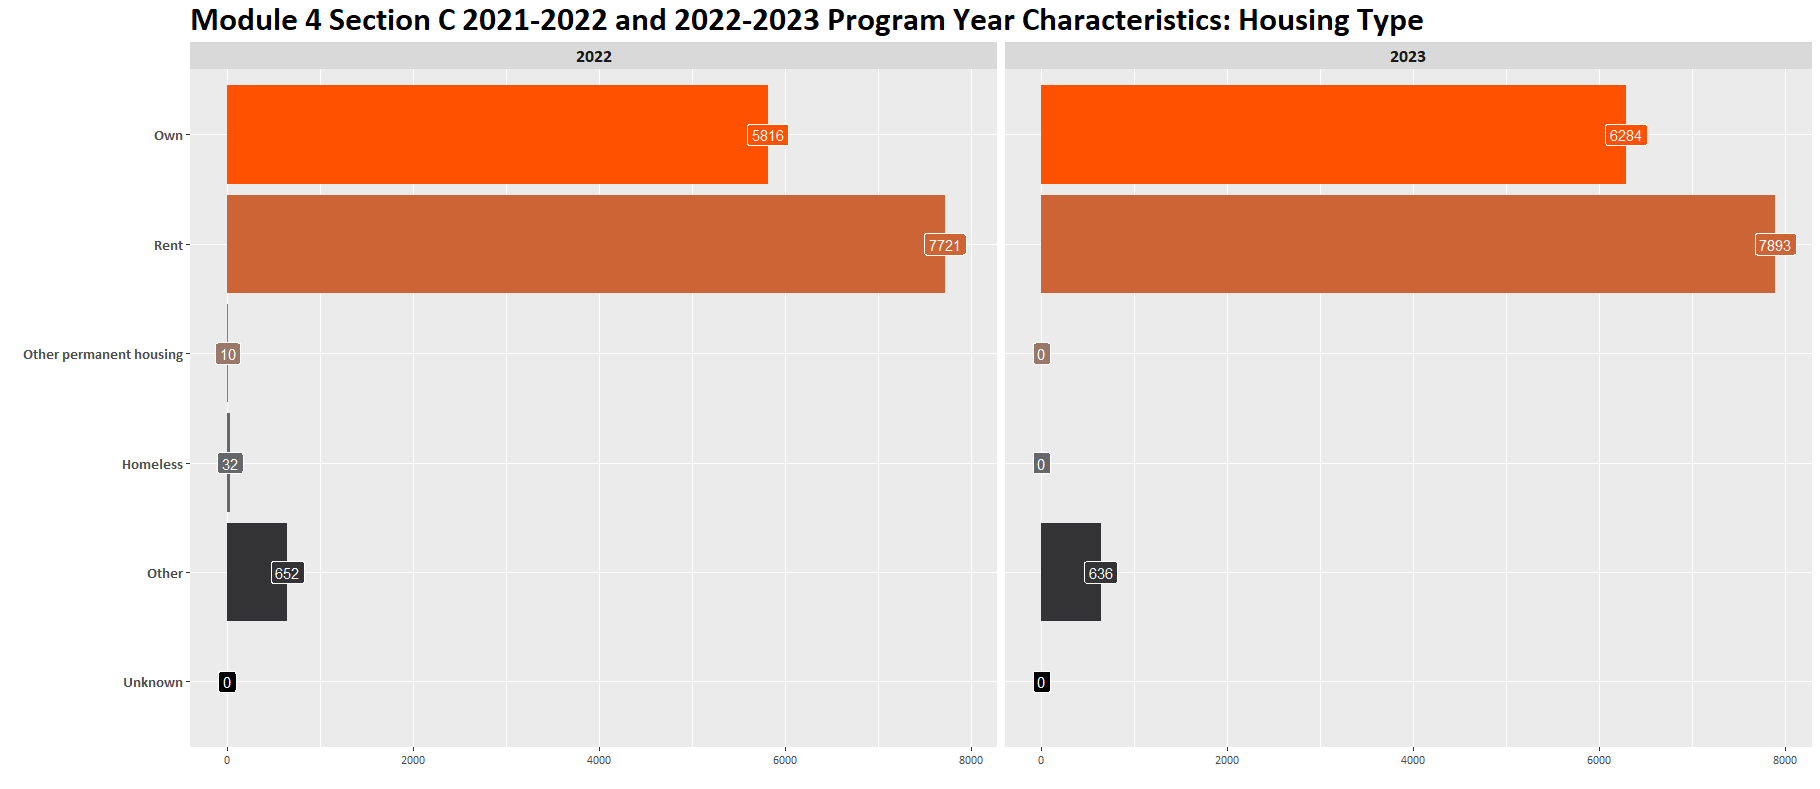 Module 4 Section C 2021-2022 and 2022-2023 Program Year Characteristics: Housing Type
2022
2023
Own
5816
6284
Rent
7721
7893
Other permanent housing
10
0
Homeless
32
0
Other
652
636
Unknown
0
0
0 2000 4000 6000 8000
0 2000 4000 6000 8000